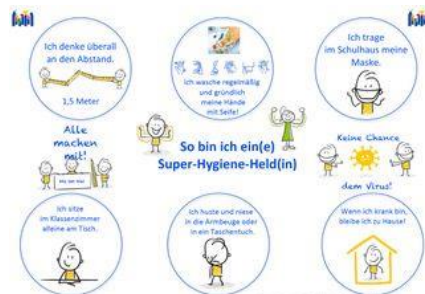 Ich denke überall
an den Abstand.
1,5 Meter
Ich wasche regelmäßig
und gründlich
meine Hände
mit Seife!
Ich trage
im Schulhaus meine
Maske.
Alle
machen
mit!
So bin ich ein(e)
Super-Hygiene-Held(in)
Keine Chance
dem Virus!
Ich sitze
im Klassenzimmer
alleine am Tisch.
Ich huste und niese
in die Armbeuge oder
in ein Taschentuch.
Wenn ich krank bin,
bleibe ich zu Hause!